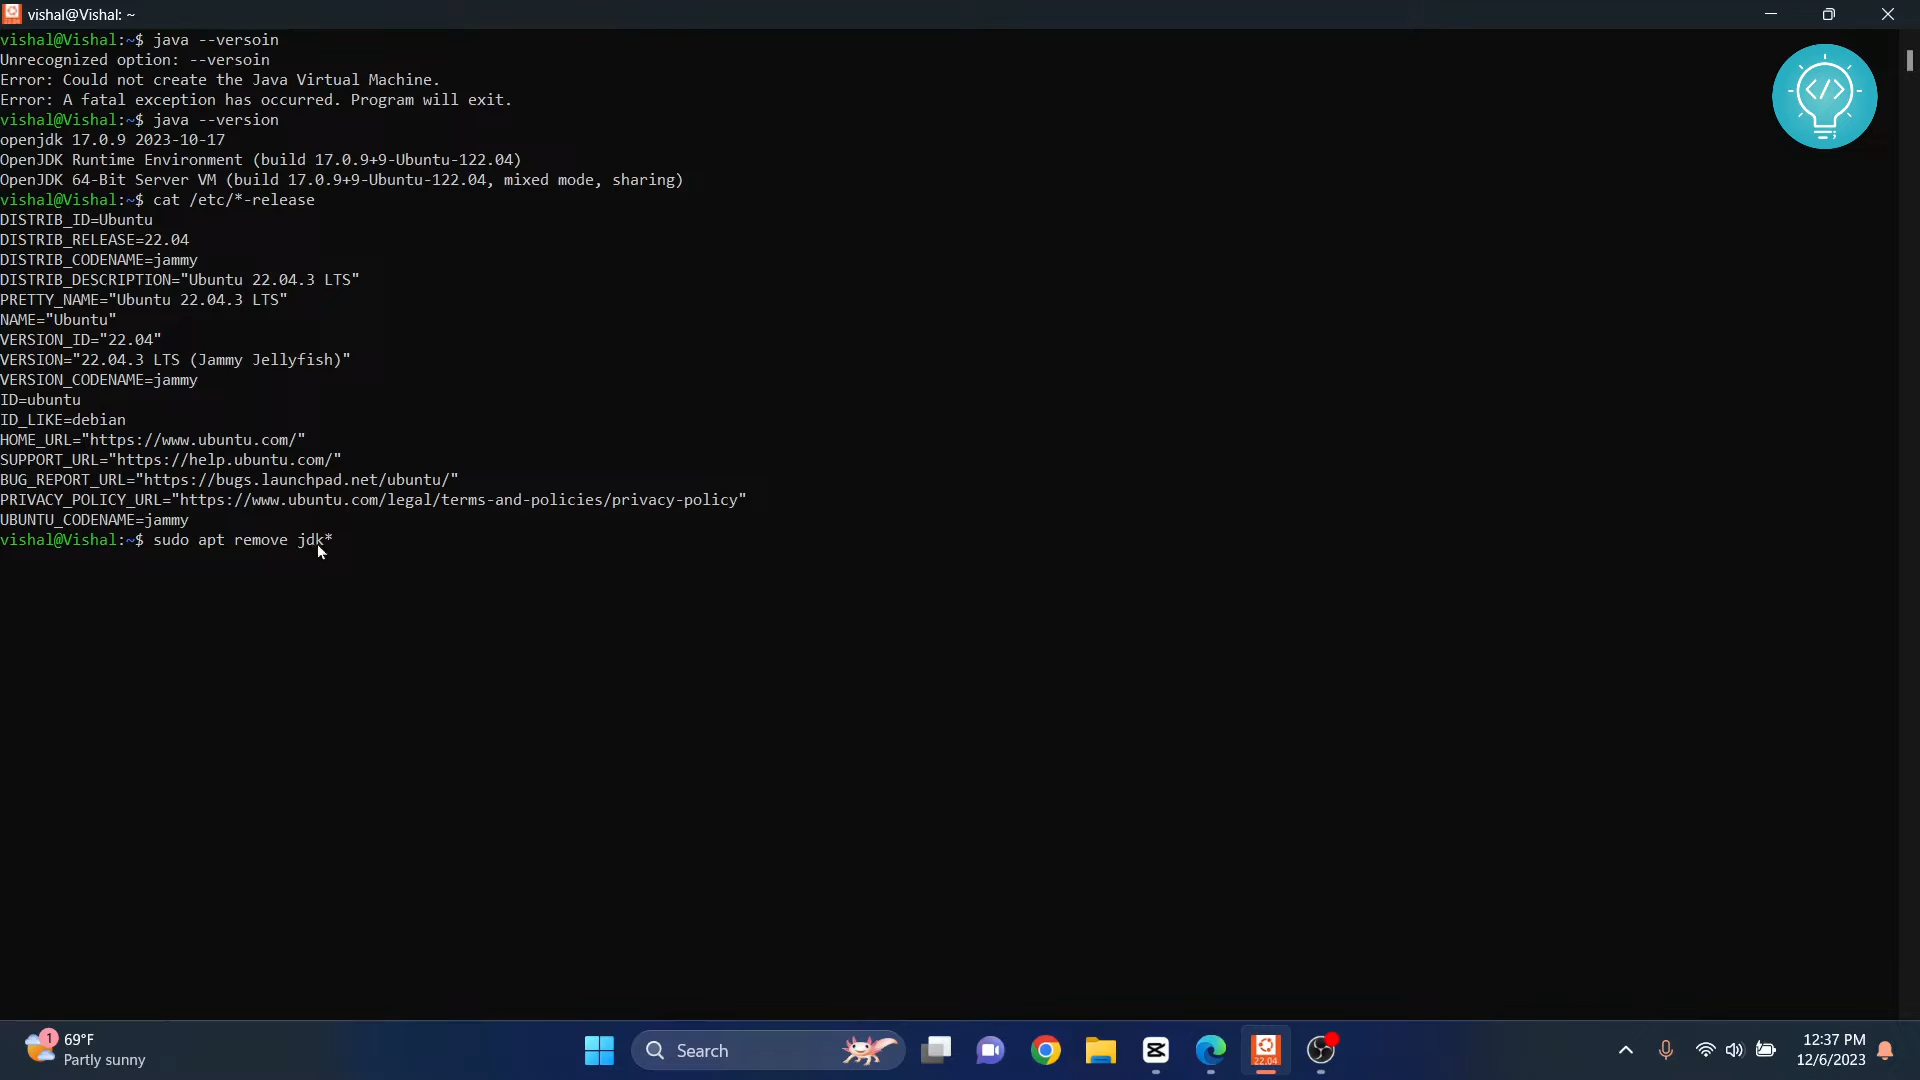 vishal@Vishal: ~
vishal@Vishal:~$ java --versoin
Unrecognized option: --versoin
Error: Could not create the Java Virtual Machine.
Error: A fatal exception has occurred. Program will exit.
vishal@Vishal:~$ java --version
openjdk 17.0.9 2023-10-17
OpenJDK Runtime Environment (build 17.0.9+9-Ubuntu-122.04)
OpenJDK 64-Bit Server VM (build 17.0.9+9-Ubuntu-122.04, mixed mode, sharing)
vishal@Vishal:~$ cat /etc/*-release
DISTRIB_ID=Ubuntu
DISTRIB_RELEASE=22.04
DISTRIB_CODENAME=jammy
DISTRIB_DESCRIPTION="Ubuntu 22.04.3 LTS"
PRETTY_NAME="Ubuntu 22.04.3 LTS"
NAME="Ubuntu"
VERSION_ID="22.04"
VERSION="22.04.3 LTS (Jammy Jellyfish)"
VERSION_CODENAME=jammy
ID=ubuntu
ID_LIKE=debian
HOME_URL="https://www.ubuntu.com/"
SUPPORT_URL="https://help.ubuntu.com/"
BUG_REPORT_URL="https://bugs.launchpad.net/ubuntu/"
PRIVACY_POLICY_URL="https://www.ubuntu.com/legal/terms-and-policies/privacy-policy"
UBUNTU_CODENAME=jammy
vishal@Vishal:~$ sudo apt remove jdk*
</>
1
69°F
Partly sunny
Search
22.04
12:37 PM
12/6/2023